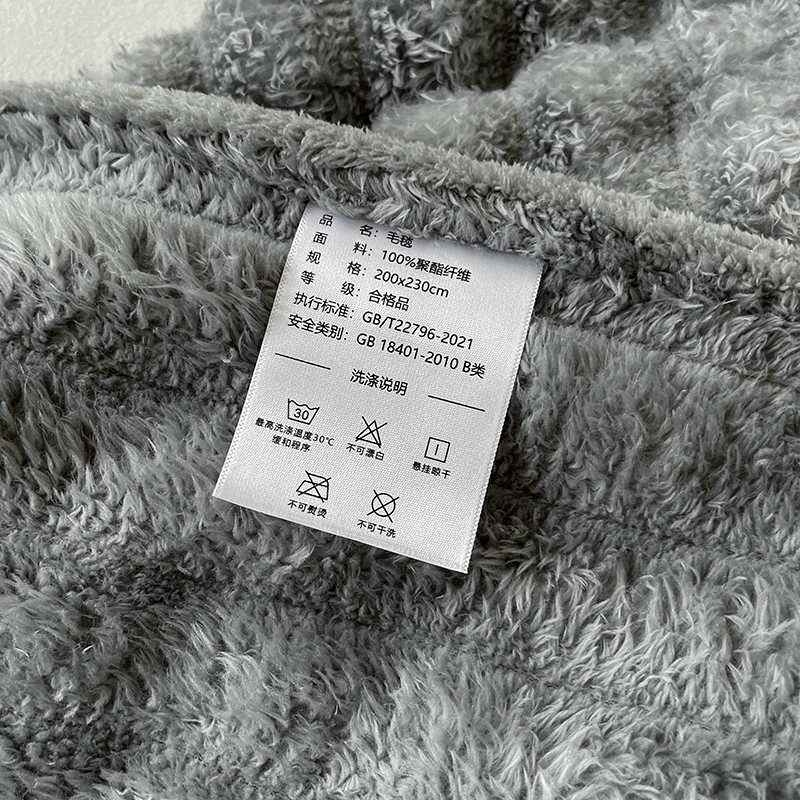 品 名：毛毯
面 料：100%聚酯纤维
规 格：200x230cm
等 级：合格品
执行标准：GB/T22796-2021
安全类别：GB 18401-2010 B类
洗涤说明
30
最高洗涤温度30℃
缓和程序
不可漂白
悬挂晾干
不可熨烫
不可干洗